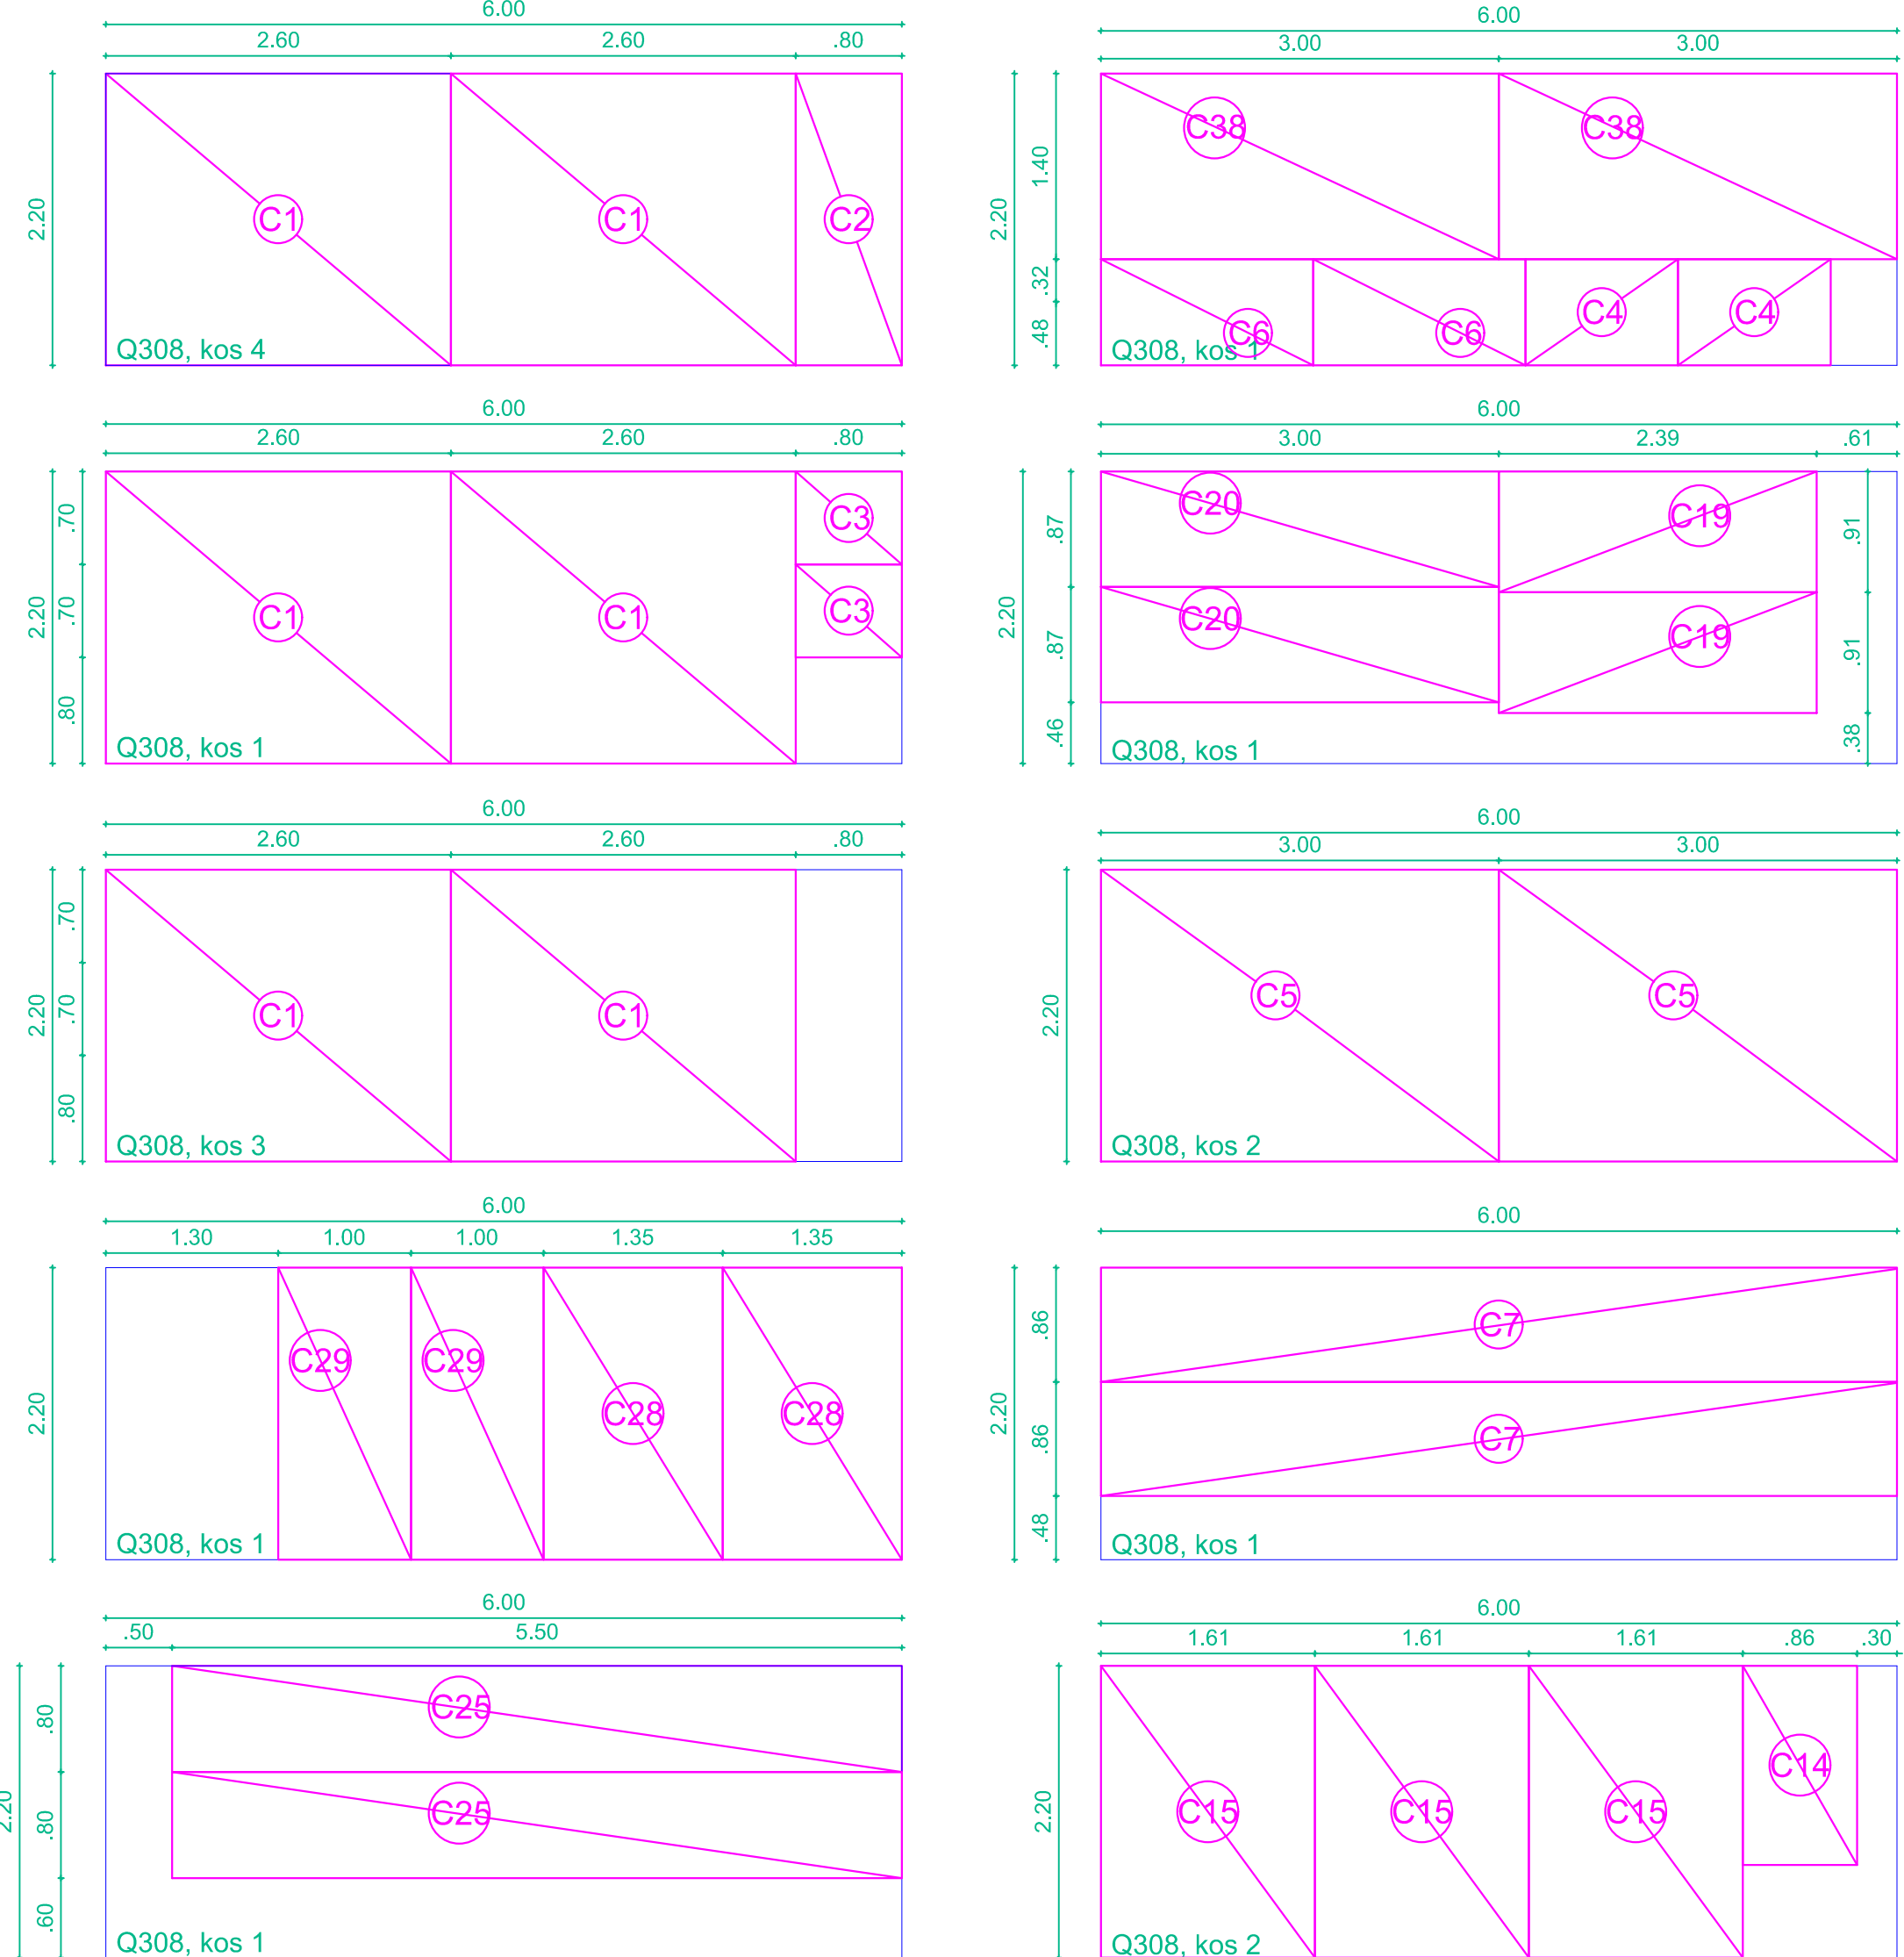 6.00
2.60 2.60 .80
2.20
C1 C1 C2
Q308, kos 4
6.00
3.00 3.00
2.20
1.40
.32
.48
C38 C38
C6 C6 C4 C4
Q308, kos 1
6.00
2.60 2.60 .80
2.20
.70
.70
.80
C1 C1 C3
C3
Q308, kos 1
6.00
3.00 2.39 .61
2.20
.87
.87
.46
C20 C19
C20 C19
.91
.91
.38
Q308, kos 1
6.00
2.60 2.60 .80
2.20
.70
.70
.80
C1 C1
Q308, kos 3
6.00
3.00 3.00
2.20
C5 C5
Q308, kos 2
6.00
1.30 1.00 1.00 1.35 1.35
2.20
C29 C29 C28 C28
Q308, kos 1
6.00
2.20
.86
.86
.48
C7
C7
Q308, kos 1
6.00
.50 5.50
2.20
.80
.80
.60
C25
C25
Q308, kos 1
6.00
1.61 1.61 1.61 .86 .30
2.20
C15 C15 C15 C14
Q308, kos 2